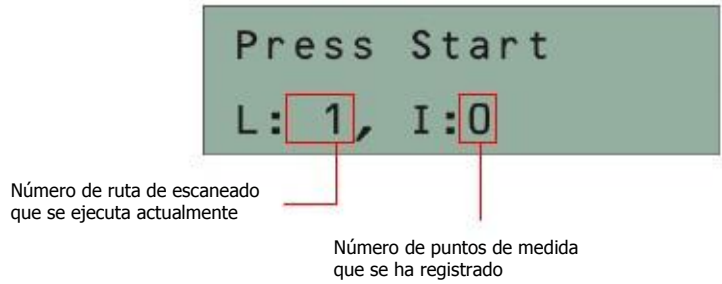 Press Start
L: 1, I:0
Número de ruta de escaneado
que se ejecuta actualmente
Número de puntos de medida
que se ha registrado